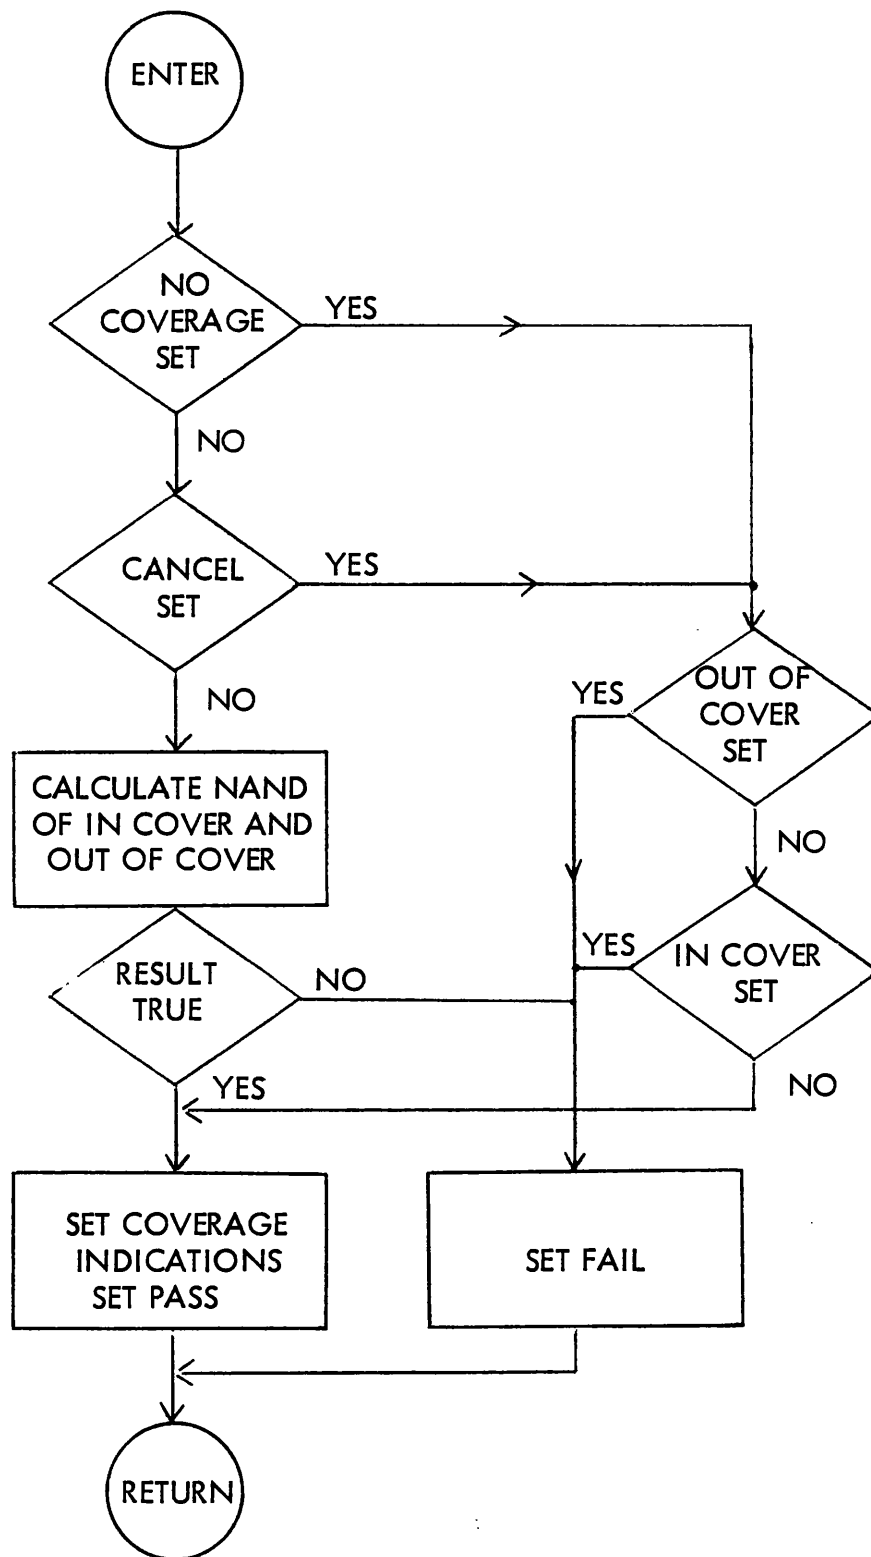 ENTER
NO
COVERAGE
SET
YES
NO
CANCEL
SET
YES
NO
OUT OF
COVER
SET
YES
NO
CALCULATE NAND
OF IN COVER AND
OUT OF COVER
RESULT
TRUE
NO
YES
IN COVER
SET
YES
NO
SET COVERAGE
INDICATIONS
SET PASS
SET FAIL
RETURN